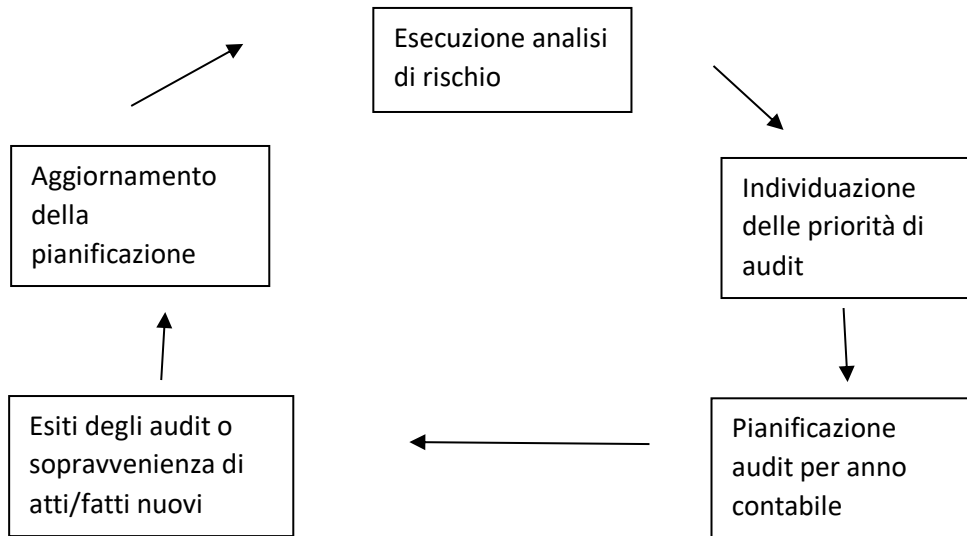 Esecuzione analisi
di rischio
Individuazione
delle priorità di
audit
Pianificazione
audit per anno
contabile
Esiti degli audit o
sopravvenienza di
atti/fatti nuovi
Aggiornamento
della
pianificazione